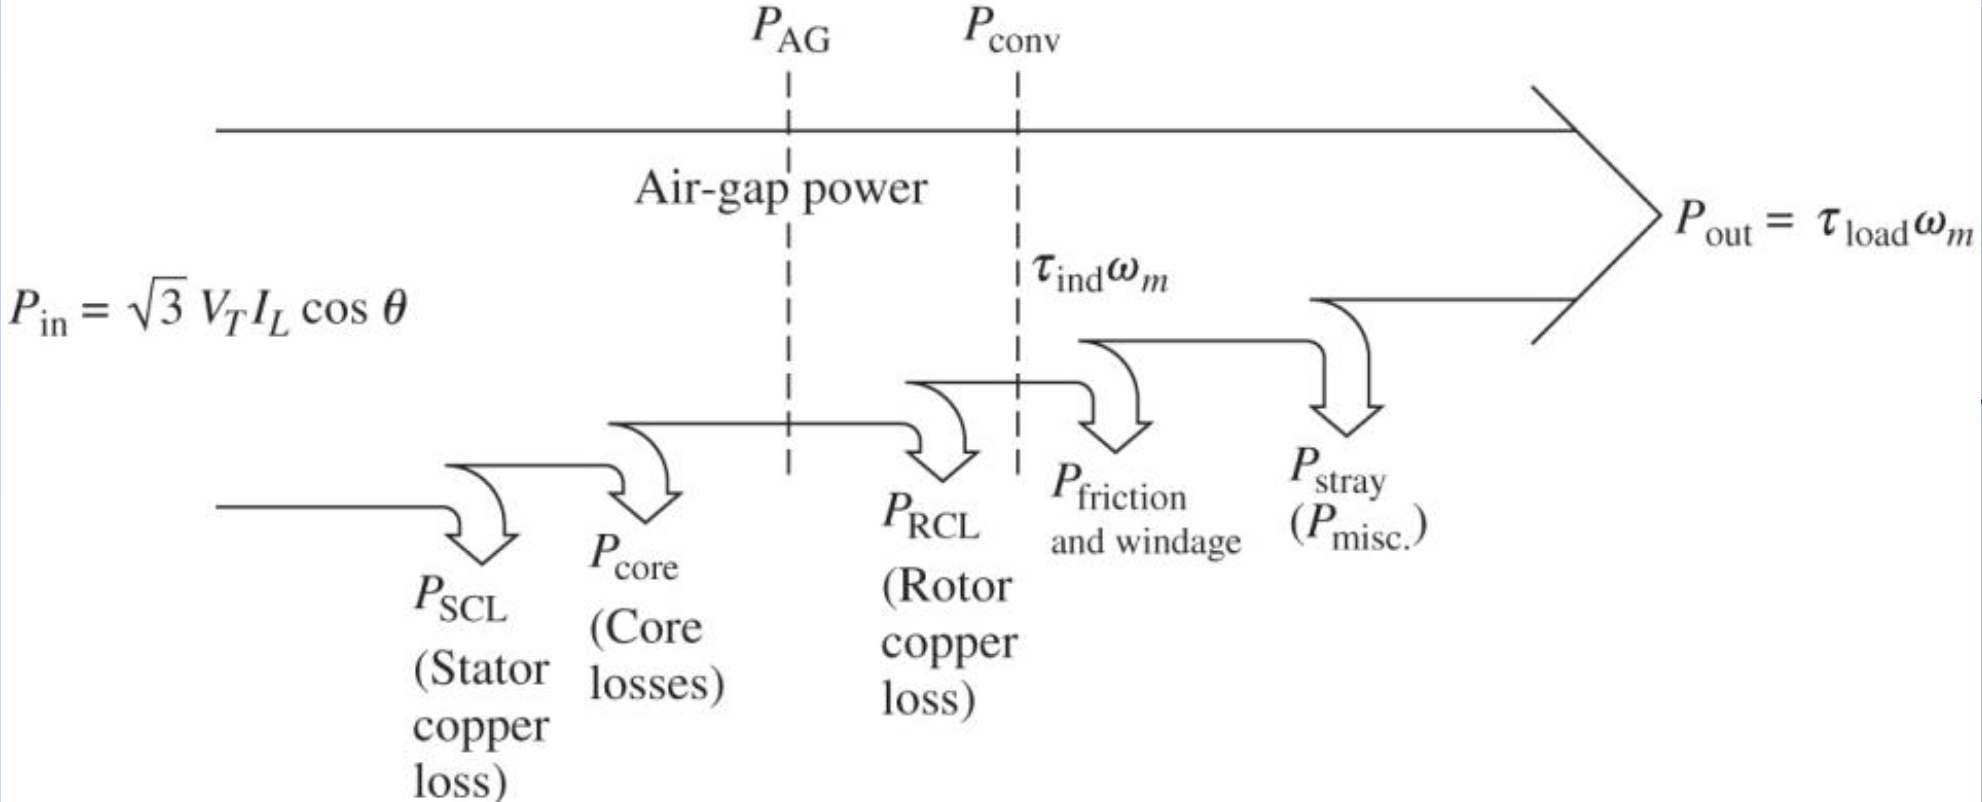 P_AG
P_conv
Air-gap power
P_out = τ_load ω_m
τ_ind ω_m
P_in = √3 V_T I_L cos θ
P_SCL
(Stator
copper
loss)
P_core
(Core
losses)
P_RCL
(Rotor
copper
loss)
P_friction
and windage
P_stray
(P_misc.)